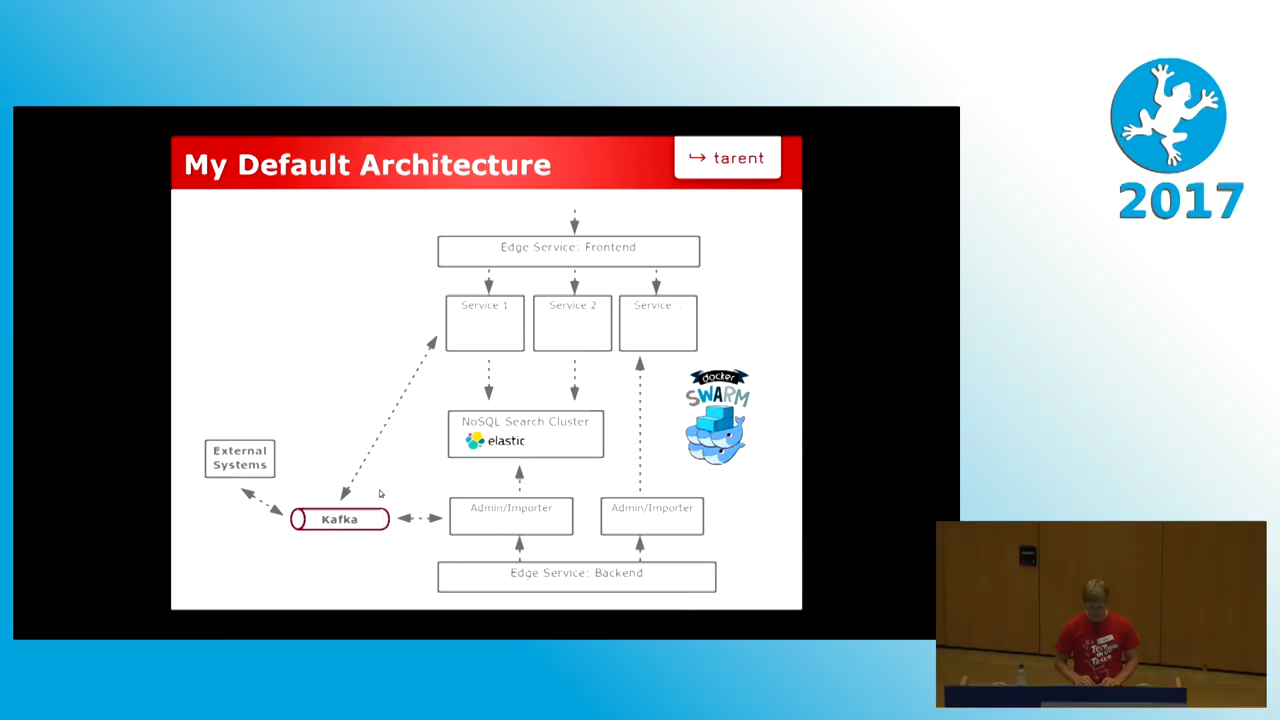 My Default Architecture
tarent
2017
Edge Service: Frontend
Service 1
Service 2
Service ..
docker
SWARM
NoSQL Search Cluster
elastic
External
Systems
Kafka
Admin/Importer
Admin/Importer
Edge Service: Backend
Tarent